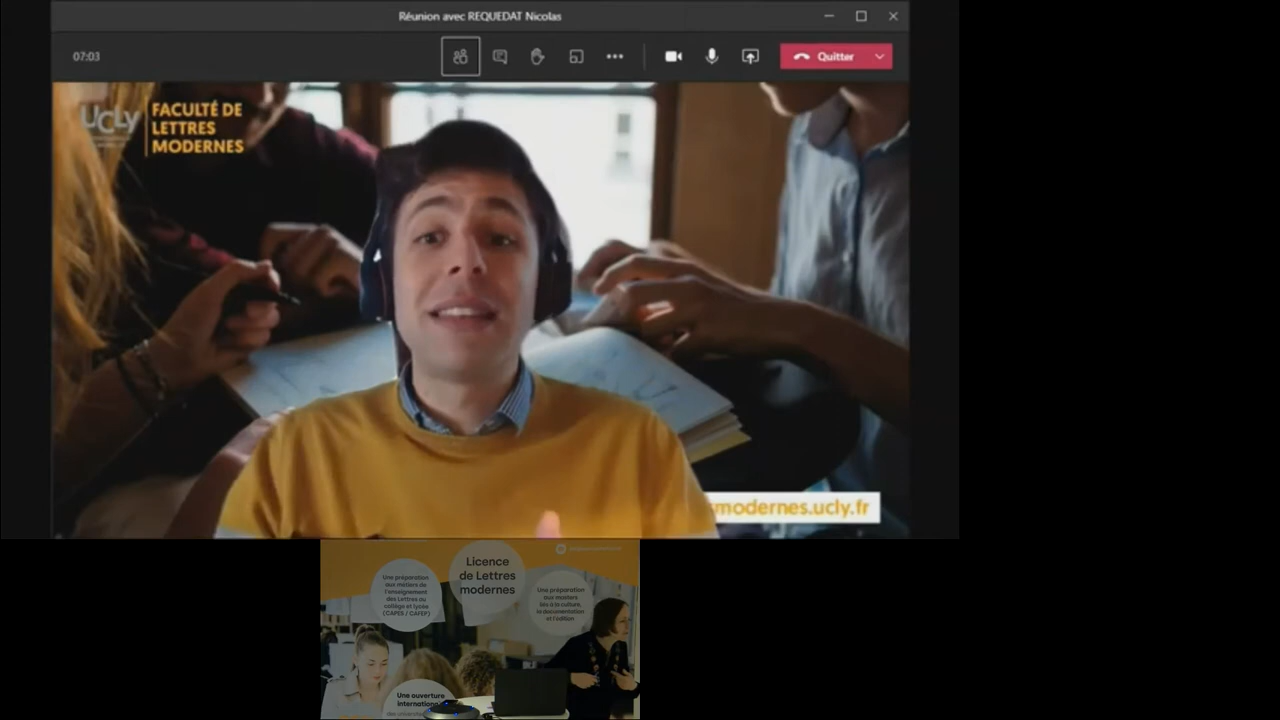 Réunion avec REQUEDAT Nicolas
07:03
Quitter
UCLy
FACULTÉ DE
LETTRES
MODERNES
modernes.ucly.fr
Licence
de Lettres
modernes
Une préparation
aux métiers de
l'enseignement
des Lettres au
collège et lycée
(CAPES / CAFEP)
Une préparation
aux masters
liés à la culture,
la documentation
et l'édition
Une ouverture